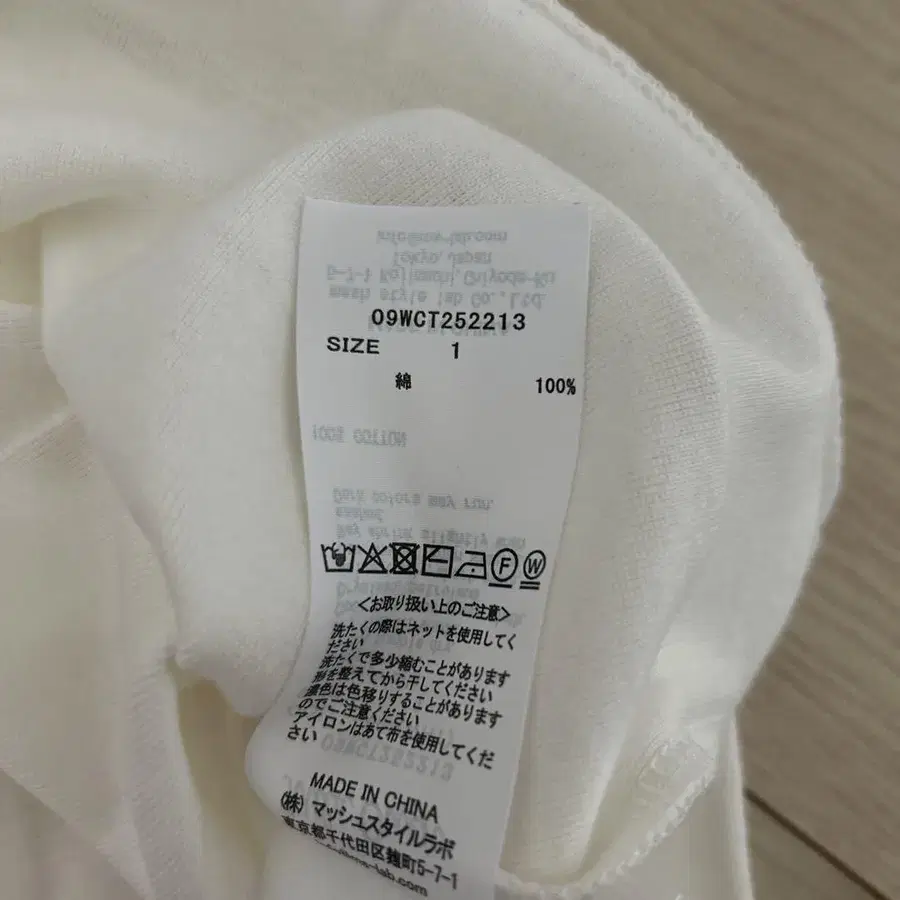 09WCT252213
SIZE 1
綿 100%
F W
<お取り扱い上のご注意>
洗たくの際はネットを使用してく
ださい
洗たくで多少縮むことがあります
形を整えてから干してください
濃色は色移りすることがあります
のでご注意ください
アイロンはあて布を使用してくだ
さい
MADE IN CHINA
(株) マッシュスタイルラボ
東京都千代田区麹町5-7-1